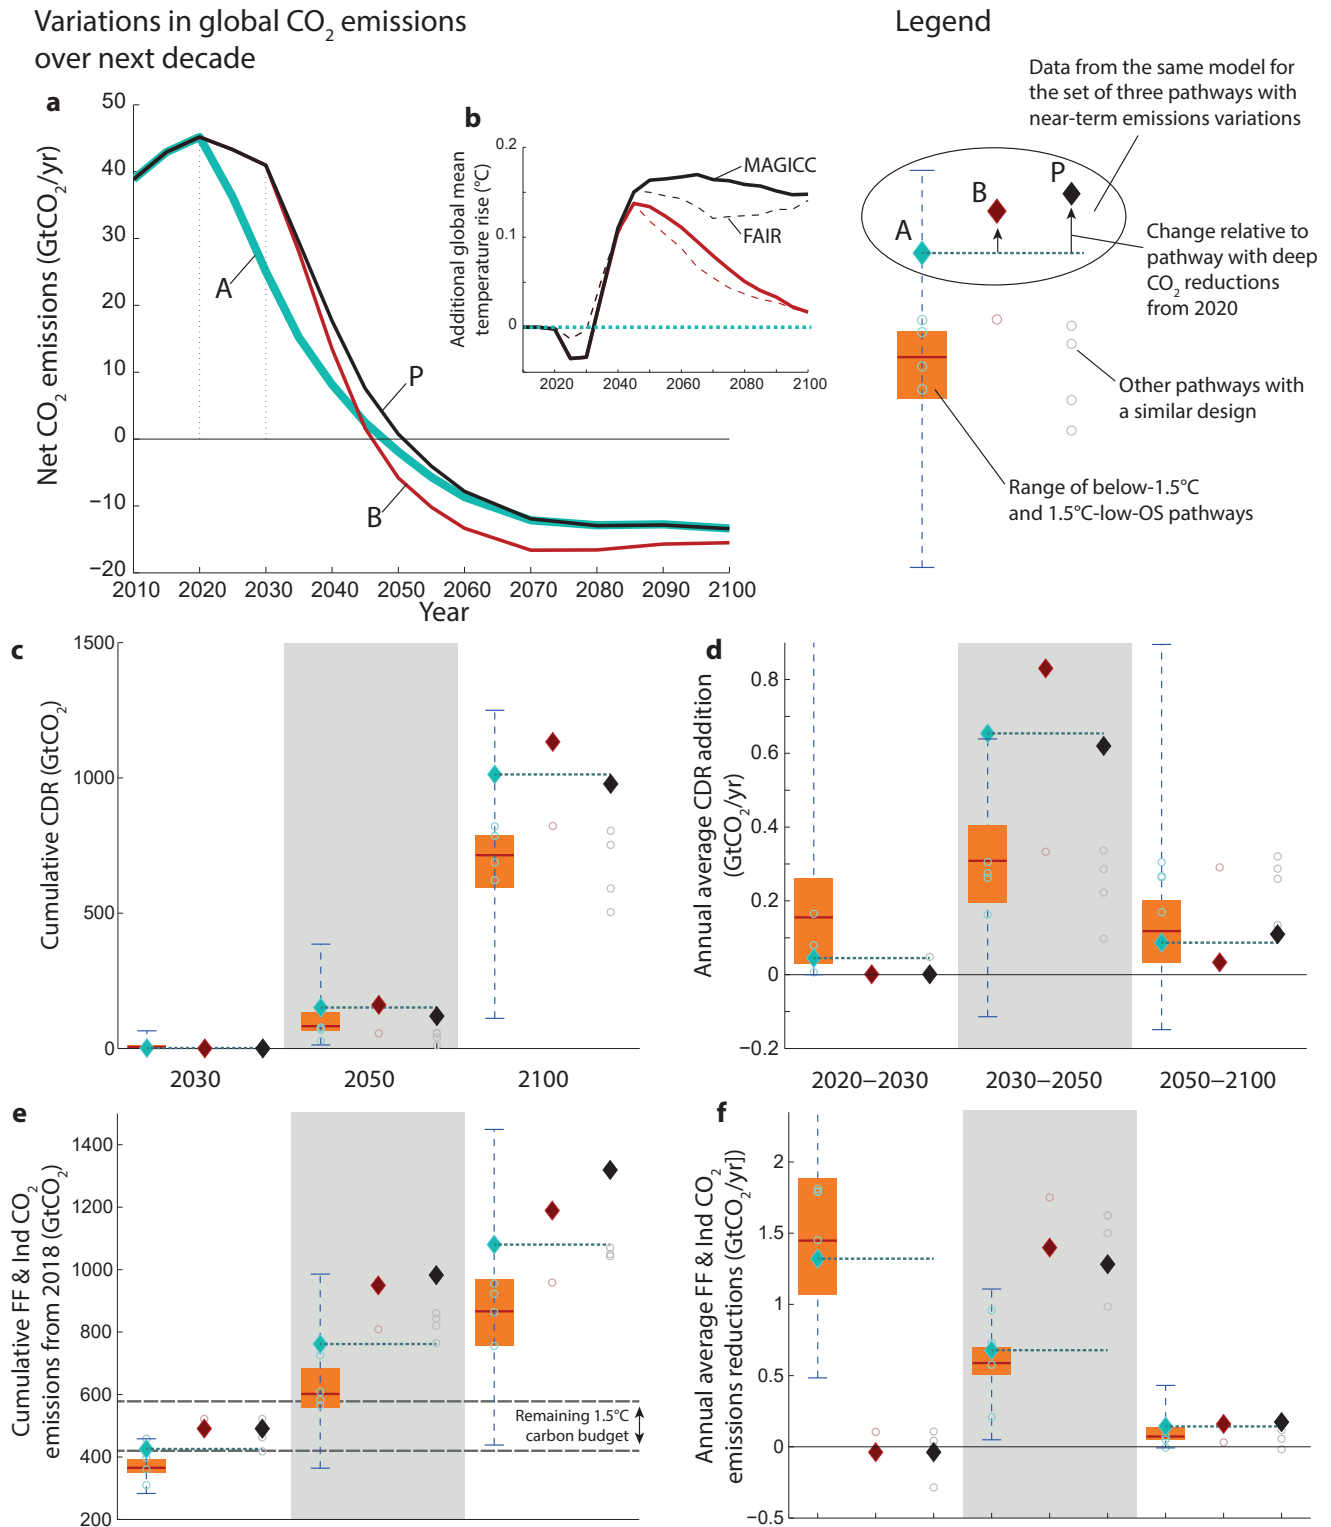 Variations in global CO₂ emissions
over next decade
Legend
a
Net CO₂ emissions (GtCO₂/yr)
50
40
30
20
10
0
−10
−20
A
P
B
2010 2020 2030 2040 2050 2060 2070 2080 2090 2100
Year
b
Additional global mean
temperature rise (°C)
0.2
0.1
0
MAGICC
FAIR
2020 2040 2060 2080 2100
Data from the same model for
the set of three pathways with
near-term emissions variations
A
B
P
Change relative to
pathway with deep
CO₂ reductions
from 2020
Other pathways with
a similar design
Range of below-1.5°C
and 1.5°C-low-OS pathways
c
Cumulative CDR (GtCO₂)
1500
1000
500
0
2030 2050 2100
d
Annual average CDR addition
(GtCO₂/yr)
0.8
0.6
0.4
0.2
0
−0.2
2020−2030 2030−2050 2050−2100
e
Cumulative FF & Ind CO₂
emissions from 2018 (GtCO₂)
1400
1200
1000
800
600
400
200
Remaining 1.5°C
carbon budget
f
Annual average FF & Ind CO₂
emissions reductions (GtCO₂/yr])
2
1.5
1
0.5
0
−0.5